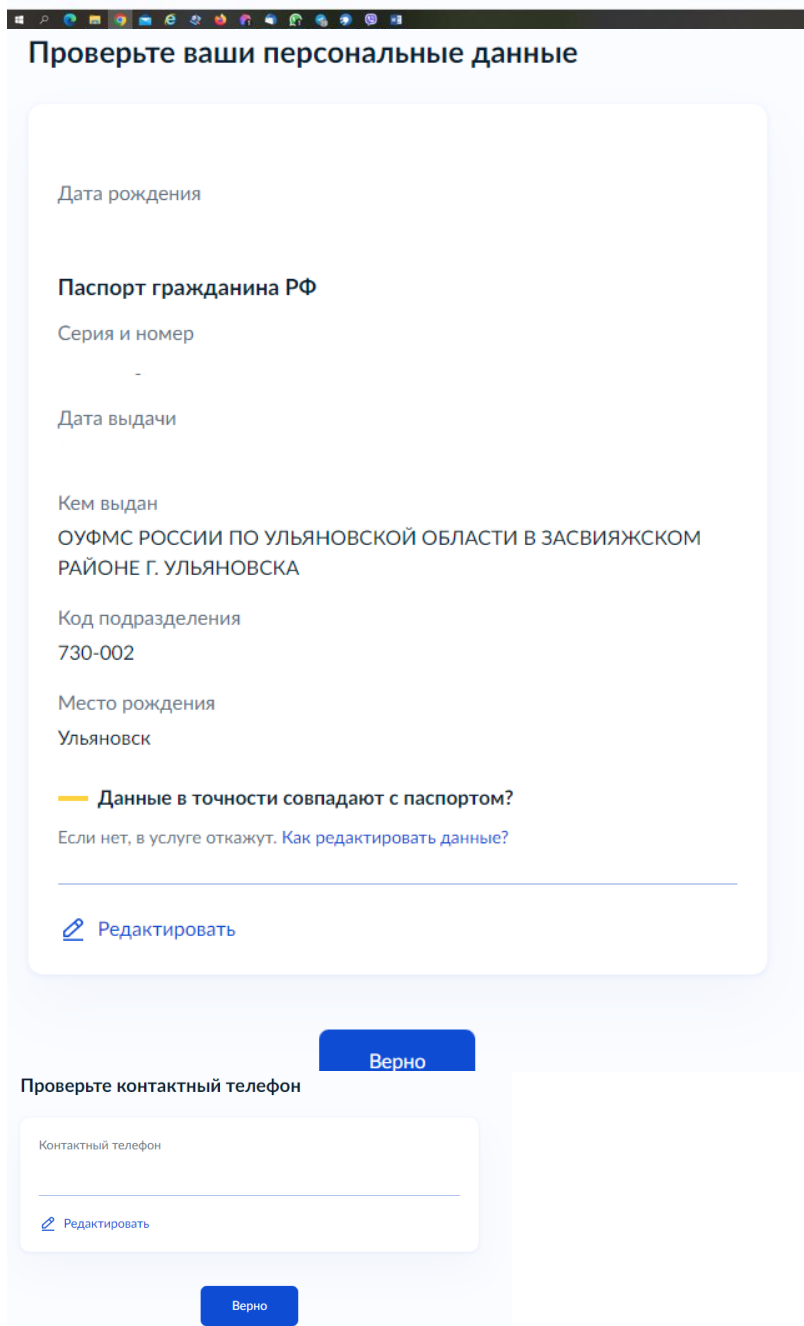 Проверьте ваши персональные данные
Дата рождения
Паспорт гражданина РФ
Серия и номер
-
Дата выдачи
Кем выдан
ОУФМС РОССИИ ПО УЛЬЯНОВСКОЙ ОБЛАСТИ В ЗАСВИЯЖСКОМ
РАЙОНЕ Г. УЛЬЯНОВСКА
Код подразделения
730-002
Место рождения
Ульяновск
Данные в точности совпадают с паспортом?
Если нет, в услуге откажут. Как редактировать данные?
Редактировать
Верно
Проверьте контактный телефон
Контактный телефон
Редактировать
Верно